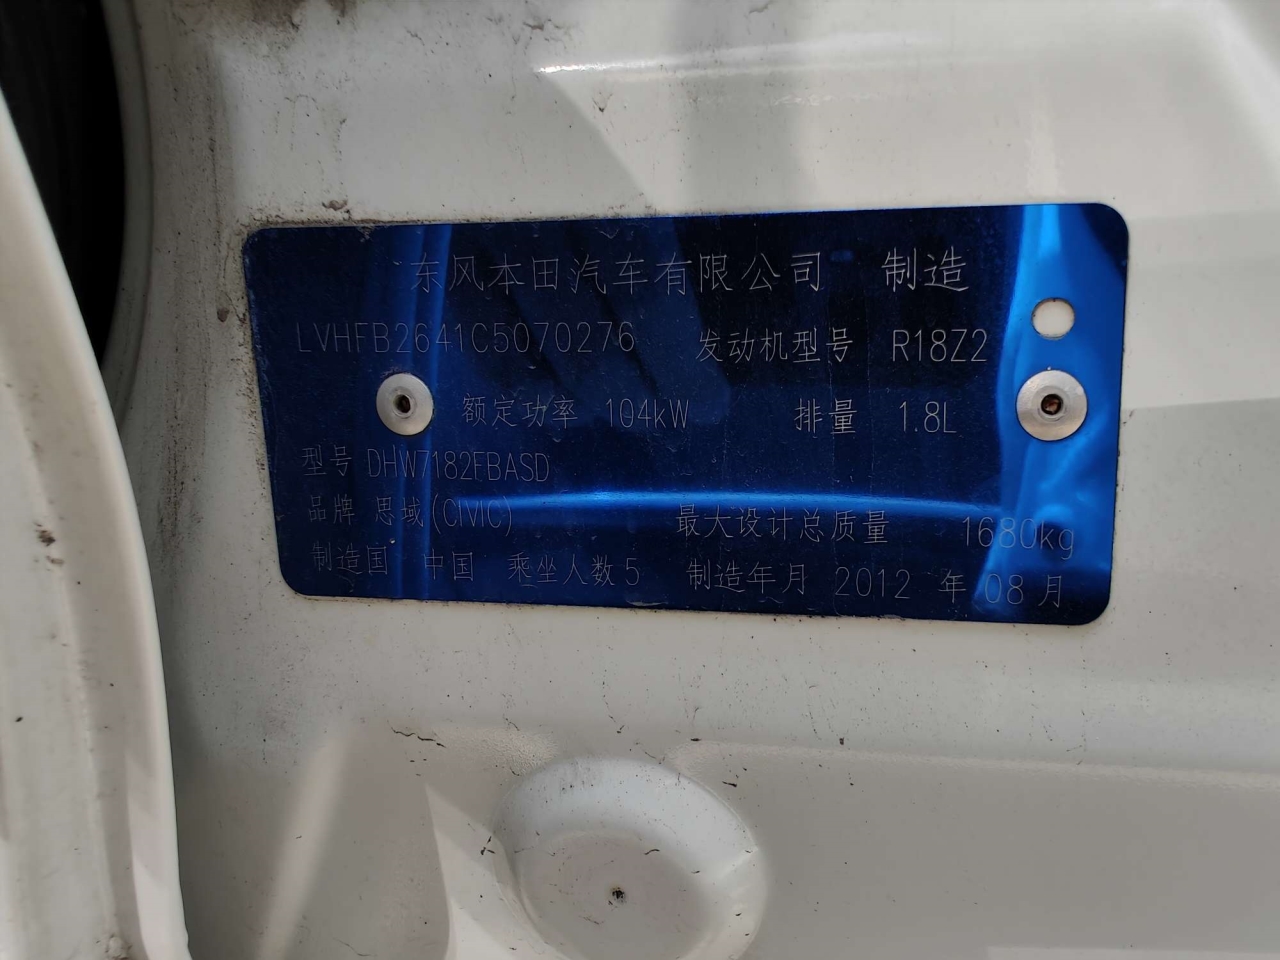 东风本田汽车有限公司 制造
LVHFB2641C5070276 发动机型号 R18Z2
额定功率 104kW 排量 1.8L
型号 DHW7182FBASD
品牌 思域(CIVIC) 最大设计总质量 1680kg
制造国 中国 乘坐人数 5 制造年月 2012 年 08 月